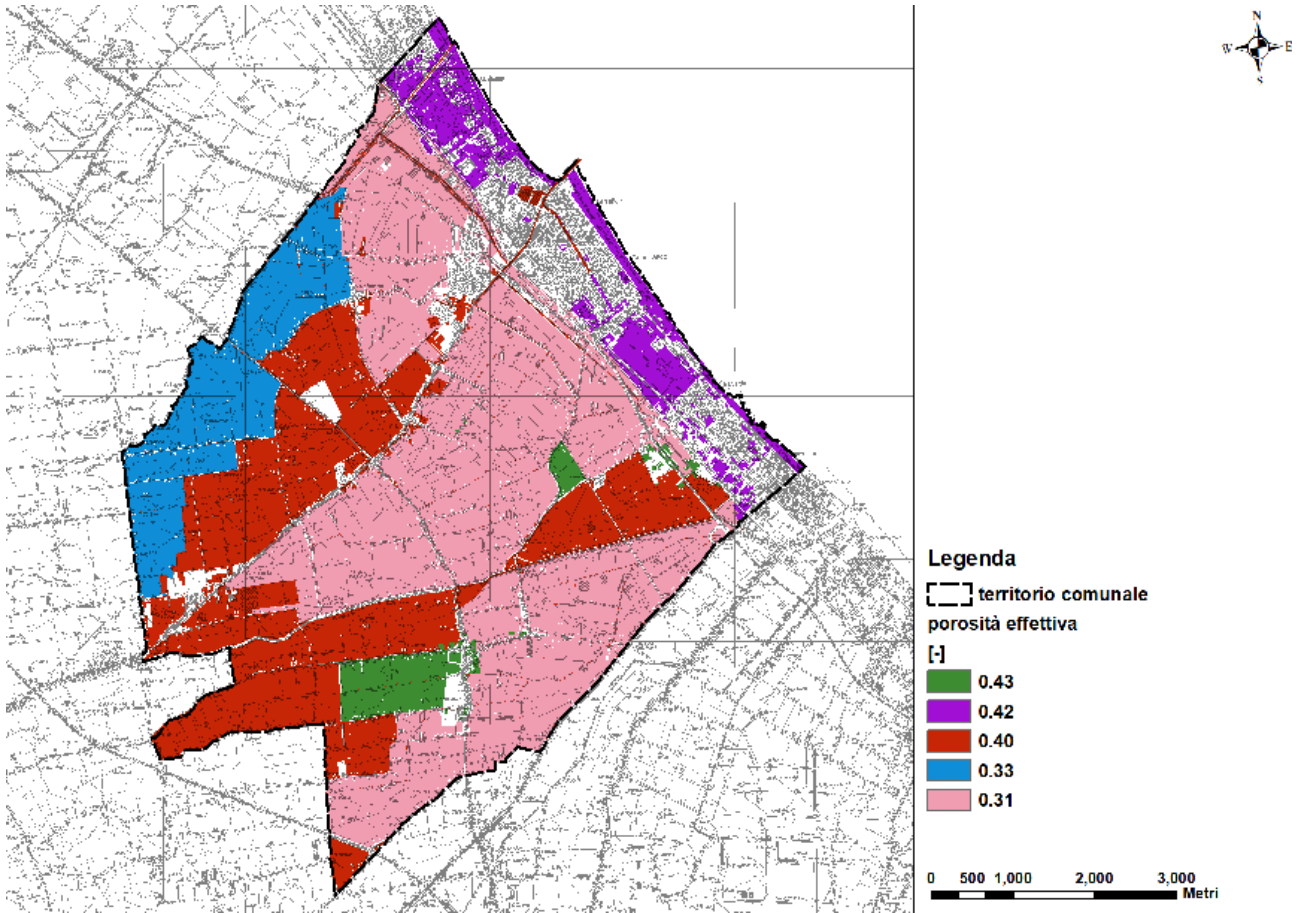 N
W E
S
Legenda
territorio comunale
porosità effettiva
[-]
0.43
0.42
0.40
0.33
0.31
0 500 1,000 2,000 3,000
Metri